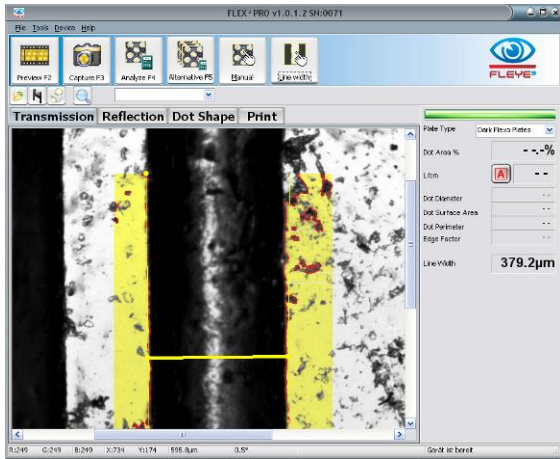 FLEX³PRO v1.0.1.2 SN:0071
File Tools Device Help
Preview F2 Capture F3 Analyze F4 Alternative F5 Manual Line width
FLEYE®
Transmission Reflection Dot Shape Print
Plate Type Dark Flexo Plates
Dot Area % --.-%
L/cm A --
Dot Diameter --
Dot Surface Area --
Dot Perimeter --
Edge Factor --
Line Width 379.2µm
R:249 G:249 B:249 X:734 Y:174 595.8µm 0.5° Gerät ist bereit